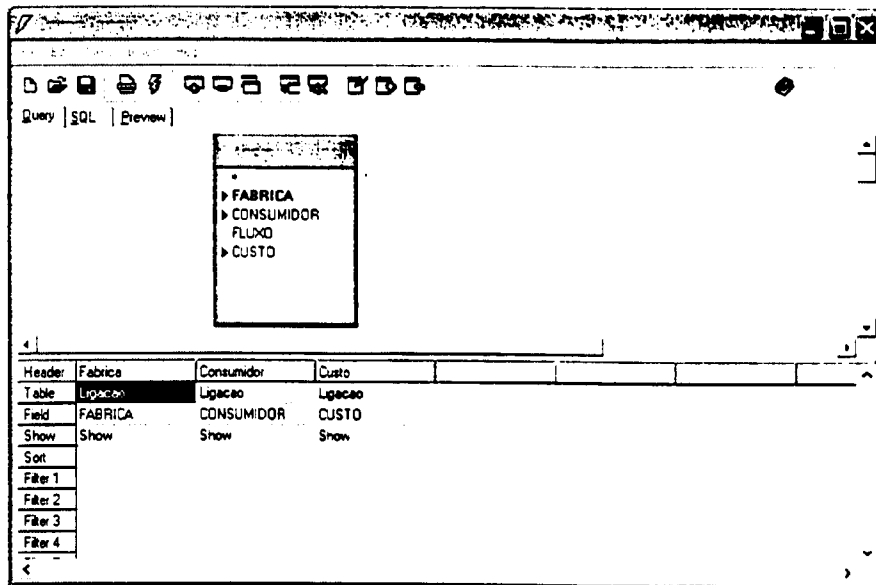 Query SQL Preview
*
FABRICA
CONSUMIDOR
FLUXO
CUSTO
Header Fabrica Consumidor Custo
Table Ligacao Ligacao Ligacao
Field FABRICA CONSUMIDOR CUSTO
Show Show Show Show
Sort
Filter 1
Filter 2
Filter 3
Filter 4